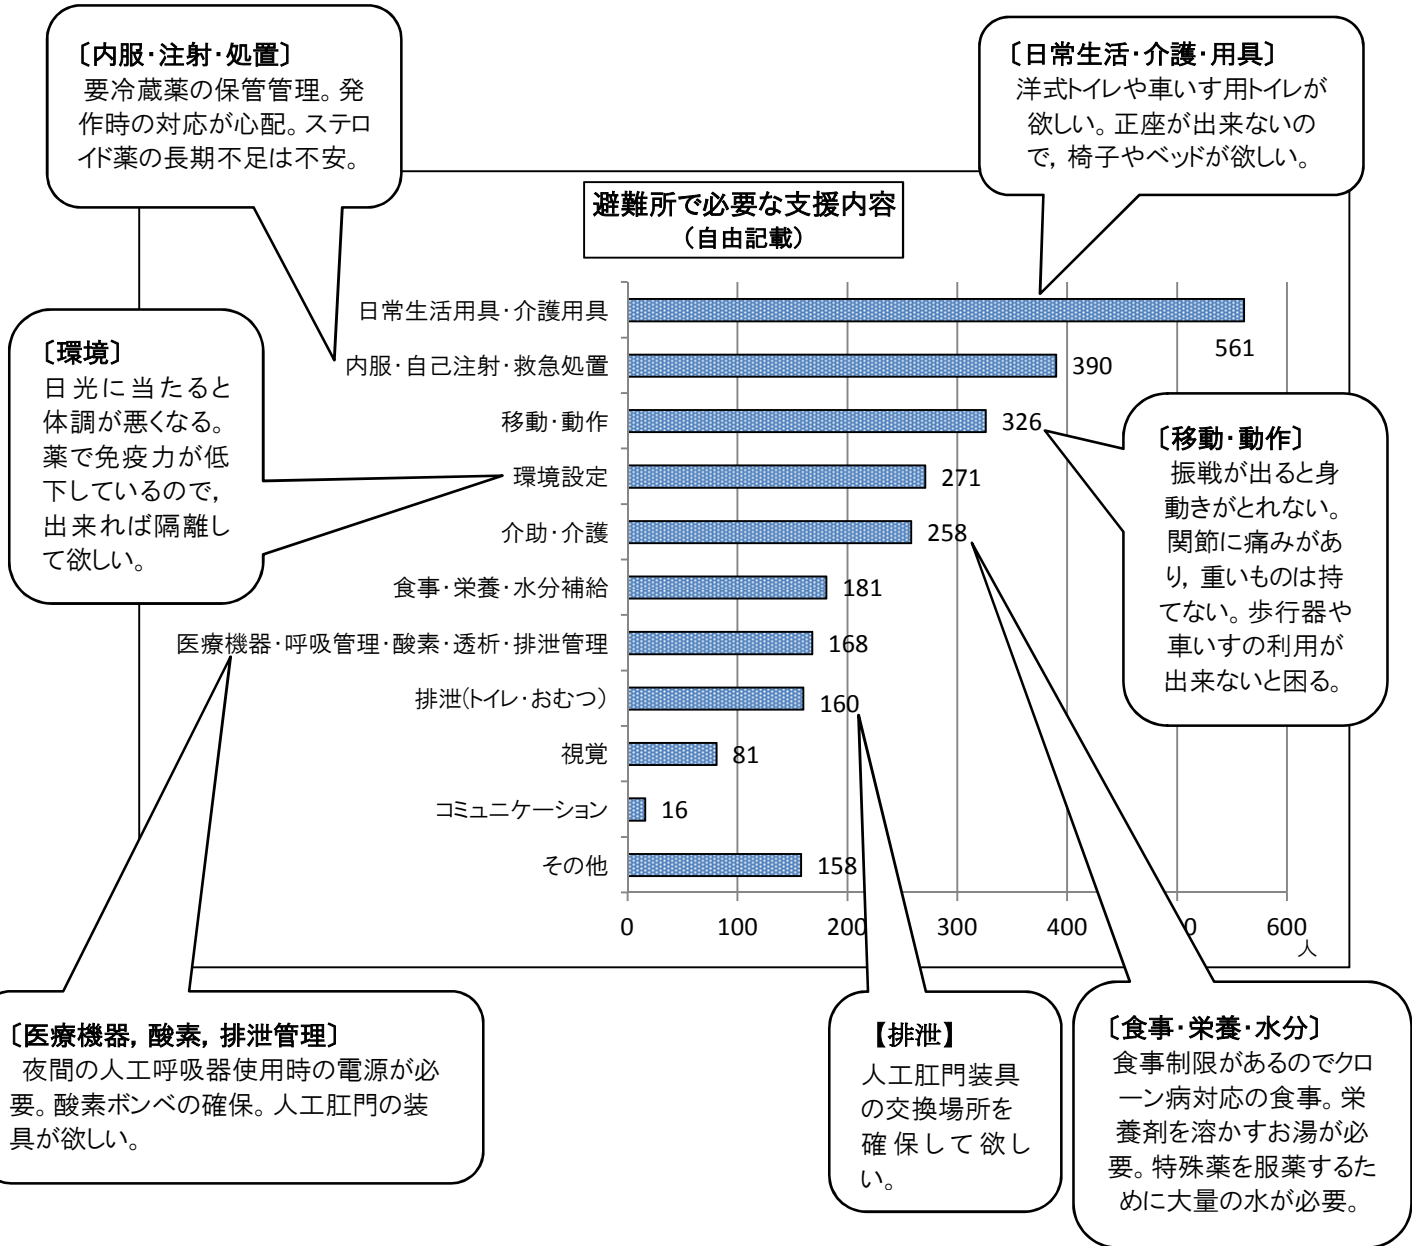 〔内服・注射・処置〕
要冷蔵薬の保管管理。発
作時の対応が心配。ステロ
イド薬の長期不足は不安。
〔日常生活・介護・用具〕
洋式トイレや車いす用トイレが
欲しい。正座が出来ないの
で，椅子やベッドが欲しい。
避難所で必要な支援内容
（自由記載）
日常生活用具・介護用具
561
内服・自己注射・救急処置
390
移動・動作
326
環境設定
271
介助・介護
258
食事・栄養・水分補給
181
医療機器・呼吸管理・酸素・透析・排泄管理
168
排泄（トイレ・おむつ）
160
視覚
81
コミュニケーション
16
その他
158
0 100 200 300 400 0 600
人
〔環境〕
日光に当たると
体調が悪くなる。
薬で免疫力が低
下しているので，
出来れば隔離し
て欲しい。
〔移動・動作〕
振戦が出ると身
動きがとれない。
関節に痛みがあ
り，重いものは持
てない。歩行器や
車いすの利用が
出来ないと困る。
〔医療機器，酸素，排泄管理〕
夜間の人工呼吸器使用時の電源が必
要。酸素ボンベの確保。人工肛門の装
具が欲しい。
【排泄】
人工肛門装具
の交換場所を
確保して欲し
い。
〔食事・栄養・水分〕
食事制限があるのでクロ
ーン病対応の食事。栄
養剤を溶かすお湯が必
要。特殊薬を服薬するた
めに大量の水が必要。